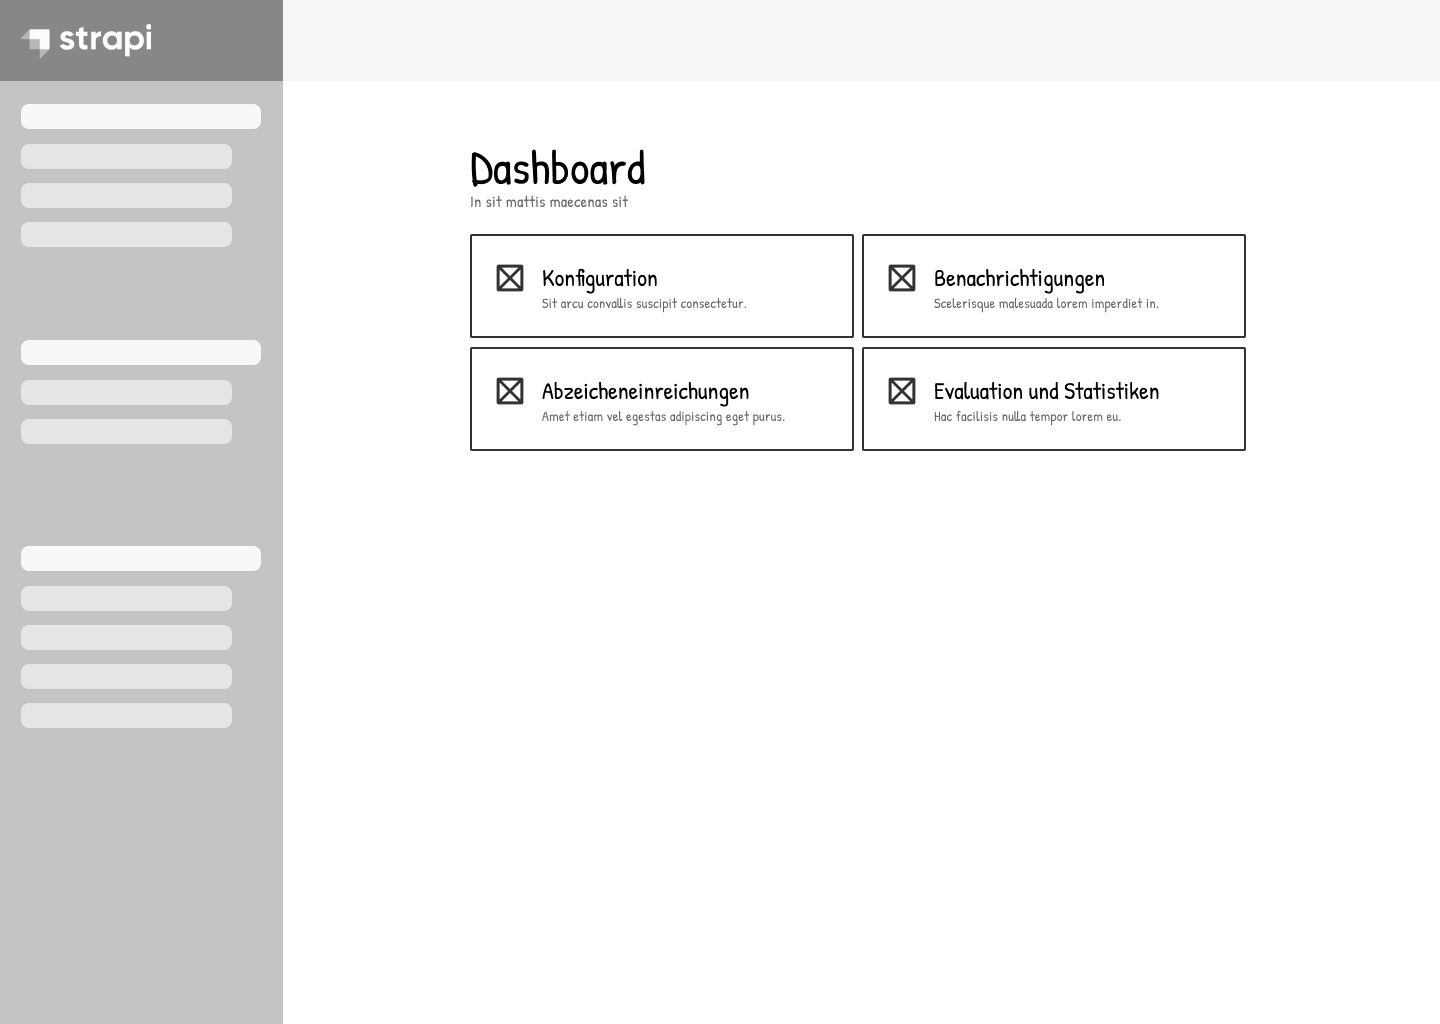 strapi
Dashboard
In sit mattis maecenas sit
Konfiguration
Sit arcu convallis suscipit consectetur.
Benachrichtigungen
Scelerisque malesuada lorem imperdiet in.
Abzeicheneinreichungen
Amet etiam vel egestas adipiscing eget purus.
Evaluation und Statistiken
Hac facilisis nulla tempor lorem eu.